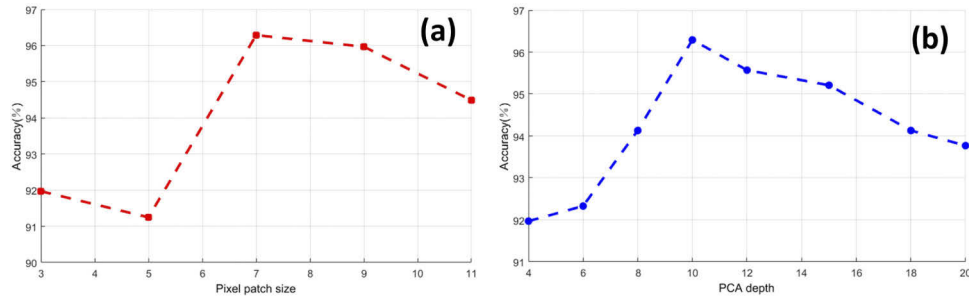 (a)
Accuracy(%)
97
96
95
94
93
92
91
90
3 4 5 6 7 8 9 10 11
Pixel patch size
(b)
Accuracy(%)
97
96
95
94
93
92
91
4 6 8 10 12 14 16 18 20
PCA depth